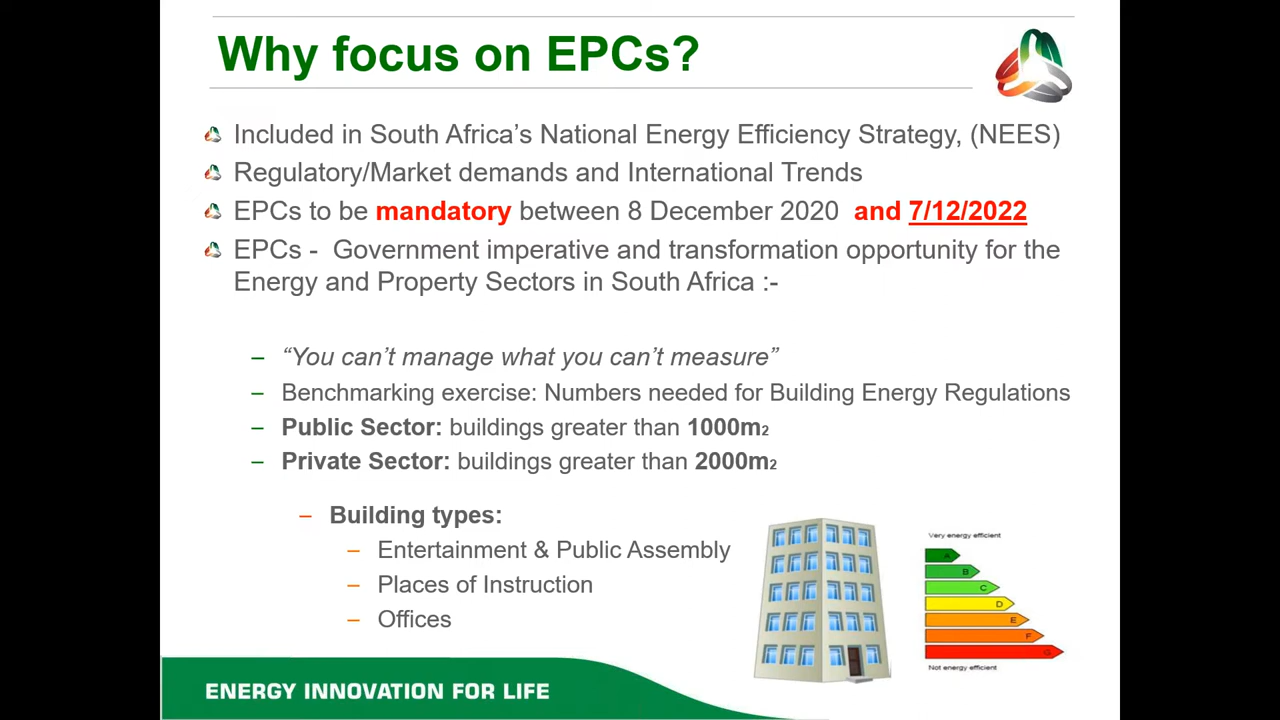 Why focus on EPCs?
Included in South Africa's National Energy Efficiency Strategy, (NEES)
Regulatory/Market demands and International Trends
EPCs to be mandatory between 8 December 2020 and 7/12/2022
EPCs - Government imperative and transformation opportunity for the
Energy and Property Sectors in South Africa :-
– “You can’t manage what you can’t measure”
– Benchmarking exercise: Numbers needed for Building Energy Regulations
– Public Sector: buildings greater than 1000m2
– Private Sector: buildings greater than 2000m2
– Building types:
– Entertainment & Public Assembly
– Places of Instruction
– Offices
Very energy efficient
A
B
C
D
E
F
G
Not energy efficient
ENERGY INNOVATION FOR LIFE